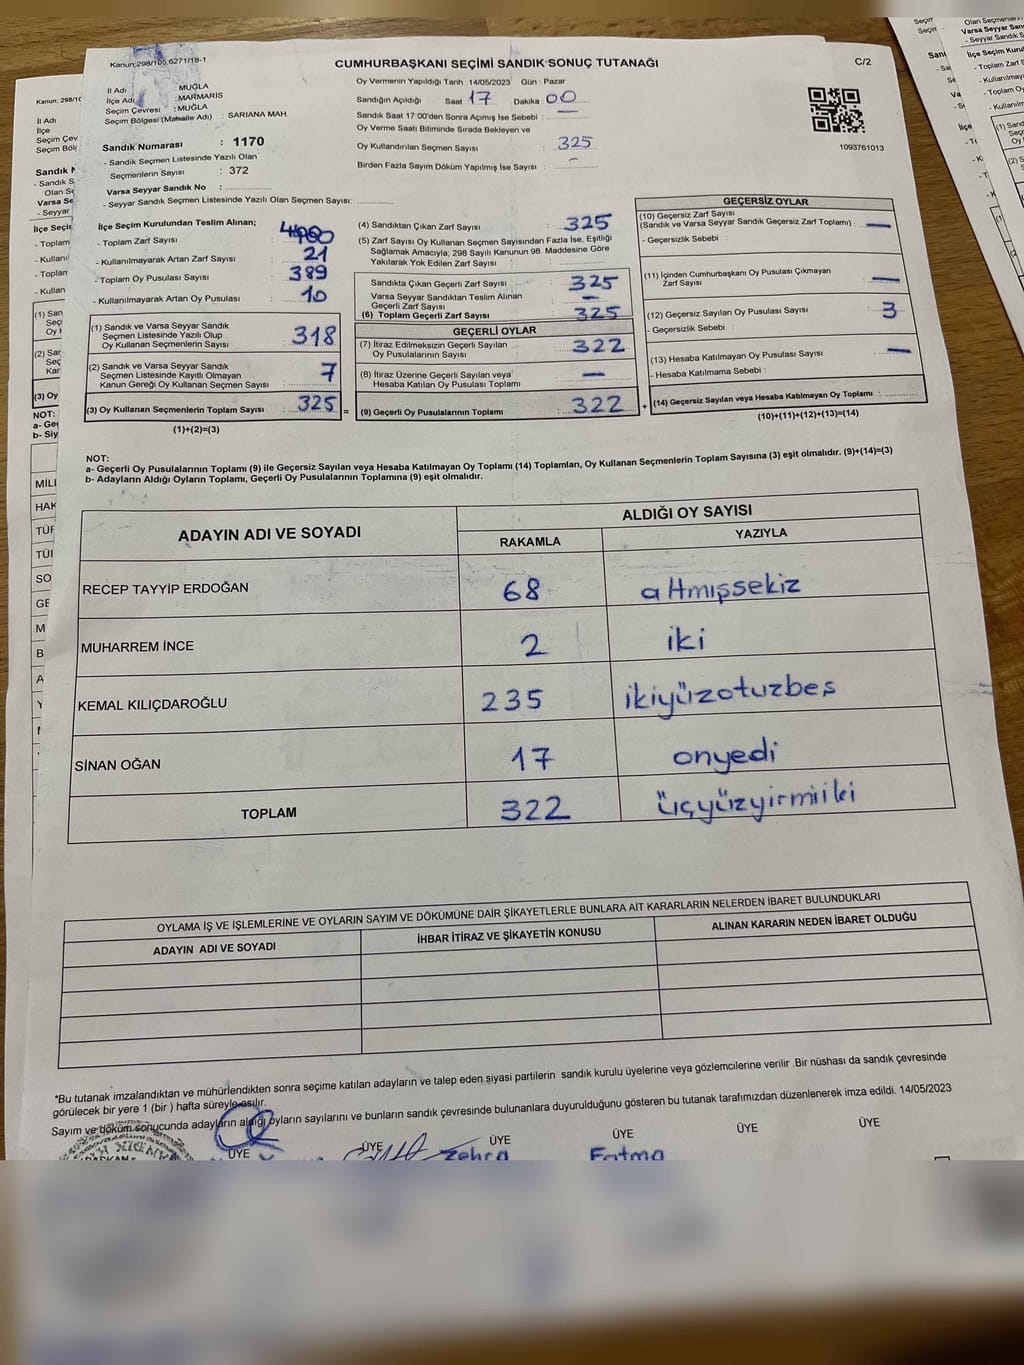 Kanun:298/105,6271/18-1
CUMHURBAŞKANI SEÇİMİ SANDIK SONUÇ TUTANAĞI
C/2
İl Adı : MUĞLA
İlçe Adı : MARMARİS
Seçim Çevresi : MUĞLA
Seçim Bölgesi (Mahalle Adı) : SARIANA MAH.
Sandık Numarası : 1170
- Sandık Seçmen Listesinde Yazılı Olan
Seçmenlerin Sayısı : 372
Varsa Seyyar Sandık No :
- Seyyar Sandık Seçmen Listesinde Yazılı Olan Seçmen Sayısı:
Oy Vermenin Yapıldığı Tarih :14/05/2023 Gün : Pazar
Sandığın Açıldığı Saat 17 Dakika 00
Sandık Saat 17:00'den Sonra Açımış İse Sebebi : —
Oy Verme Saati Bitiminde Sırada Bekleyen ve
Oy Kullandırılan Seçmen Sayısı : 325
Birden Fazla Sayım Döküm Yapılmış İse Sayısı : —
1093761013
İlçe Seçim Kurulundan Teslim Alınan;
- Toplam Zarf Sayısı
- Kullanılmayarak Artan Zarf Sayısı : 21
- Toplam Oy Pusulası Sayısı : 389
- Kullanılmayarak Artan Oy Pusulası : 10
(1) Sandık ve Varsa Seyyar Sandık
Seçmen Listesinde Yazılı Olup
Oy Kullanan Seçmenlerin Sayısı : 318
(2) Sandık ve Varsa Seyyar Sandık
Seçmen Listesinde Kayıtlı Olmayan
Kanun Gereği Oy Kullanan Seçmen Sayısı : 7
(3) Oy Kullanan Seçmenlerin Toplam Sayısı : 325 =
(1)+(2)=(3)
(4) Sandıktan Çıkan Zarf Sayısı : 325
(5) Zarf Sayısı Oy Kullanan Seçmen Sayısından Fazla İse, Eşitliği
Sağlamak Amacıyla; 298 Sayılı Kanunun 98. Maddesine Göre
Yakılarak Yok Edilen Zarf Sayısı :
Sandıkta Çıkan Geçerli Zarf Sayısı : 325
Varsa Seyyar Sandıktan Teslim Alınan
Geçerli Zarf Sayısı : —
(6) Toplam Geçerli Zarf Sayısı : 325
GEÇERLİ OYLAR
(7) İtiraz Edilmeksizin Geçerli Sayılan
Oy Pusulalarının Sayısı : 322
(8) İtiraz Üzerine Geçerli Sayılan veya
Hesaba Katılan Oy Pusulası Toplamı : —
(9) Geçerli Oy Pusulalarının Toplamı : 322 +
GEÇERSİZ OYLAR
(10) Geçersiz Zarf Sayısı
(Sandık ve Varsa Seyyar Sandık Geçersiz Zarf Toplamı) : —
- Geçersizlik Sebebi :
(11) İçinden Cumhurbaşkanı Oy Pusulası Çıkmayan
Zarf Sayısı : —
(12) Geçersiz Sayılan Oy Pusulası Sayısı : 3
- Geçersizlik Sebebi :
(13) Hesaba Katılmayan Oy Pusulası Sayısı : —
- Hesaba Katılmama Sebebi :
(14) Geçersiz Sayılan veya Hesaba Katılmayan Oy Toplamı :
(10)+(11)+(12)+(13)=(14)
NOT:
a- Geçerli Oy Pusulalarının Toplamı (9) ile Geçersiz Sayılan veya Hesaba Katılmayan Oy Toplamı (14) Toplamları, Oy Kullanan Seçmenlerin Toplam Sayısına (3) eşit olmalıdır. (9)+(14)=(3)
b- Adayların Aldığı Oyların Toplamı, Geçerli Oy Pusulalarının Toplamına (9) eşit olmalıdır.
ADAYIN ADI VE SOYADI
ALDIĞI OY SAYISI
RAKAMLA YAZIYLA
RECEP TAYYİP ERDOĞAN 68 altmışsekiz
MUHARREM İNCE 2 iki
KEMAL KILIÇDAROĞLU 235 ikiyüzotuzbes
SİNAN OĞAN 17 onyedi
TOPLAM 322 üçyüzyirmiiki
OYLAMA İŞ VE İŞLEMLERİNE VE OYLARIN SAYIM VE DÖKÜMÜNE DAİR ŞİKAYETLERLE BUNLARA AİT KARARLARIN NELERDEN İBARET BULUNDUKLARI
ADAYIN ADI VE SOYADI İHBAR İTİRAZ VE ŞİKAYETİN KONUSU ALINAN KARARIN NEDEN İBARET OLDUĞU
*Bu tutanak imzalandıktan ve mühürlendikten sonra seçime katılan adayların ve talep eden siyasi partilerin sandık kurulu üyelerine veya gözlemcilerine verilir .Bir nüshası da sandık çevresinde
görülecek bir yere 1 (bir ) hafta süreyle asılır.
Sayım ve döküm sonucunda adayların aldığı oyların sayılarını ve bunların sandık çevresinde bulunanlara duyurulduğunu gösteren bu tutanak tarafımızdan düzenlenerek imza edildi. 14/05/2023
ÜYE ÜYE ÜYE ÜYE ÜYE ÜYE
Zehra Fatma